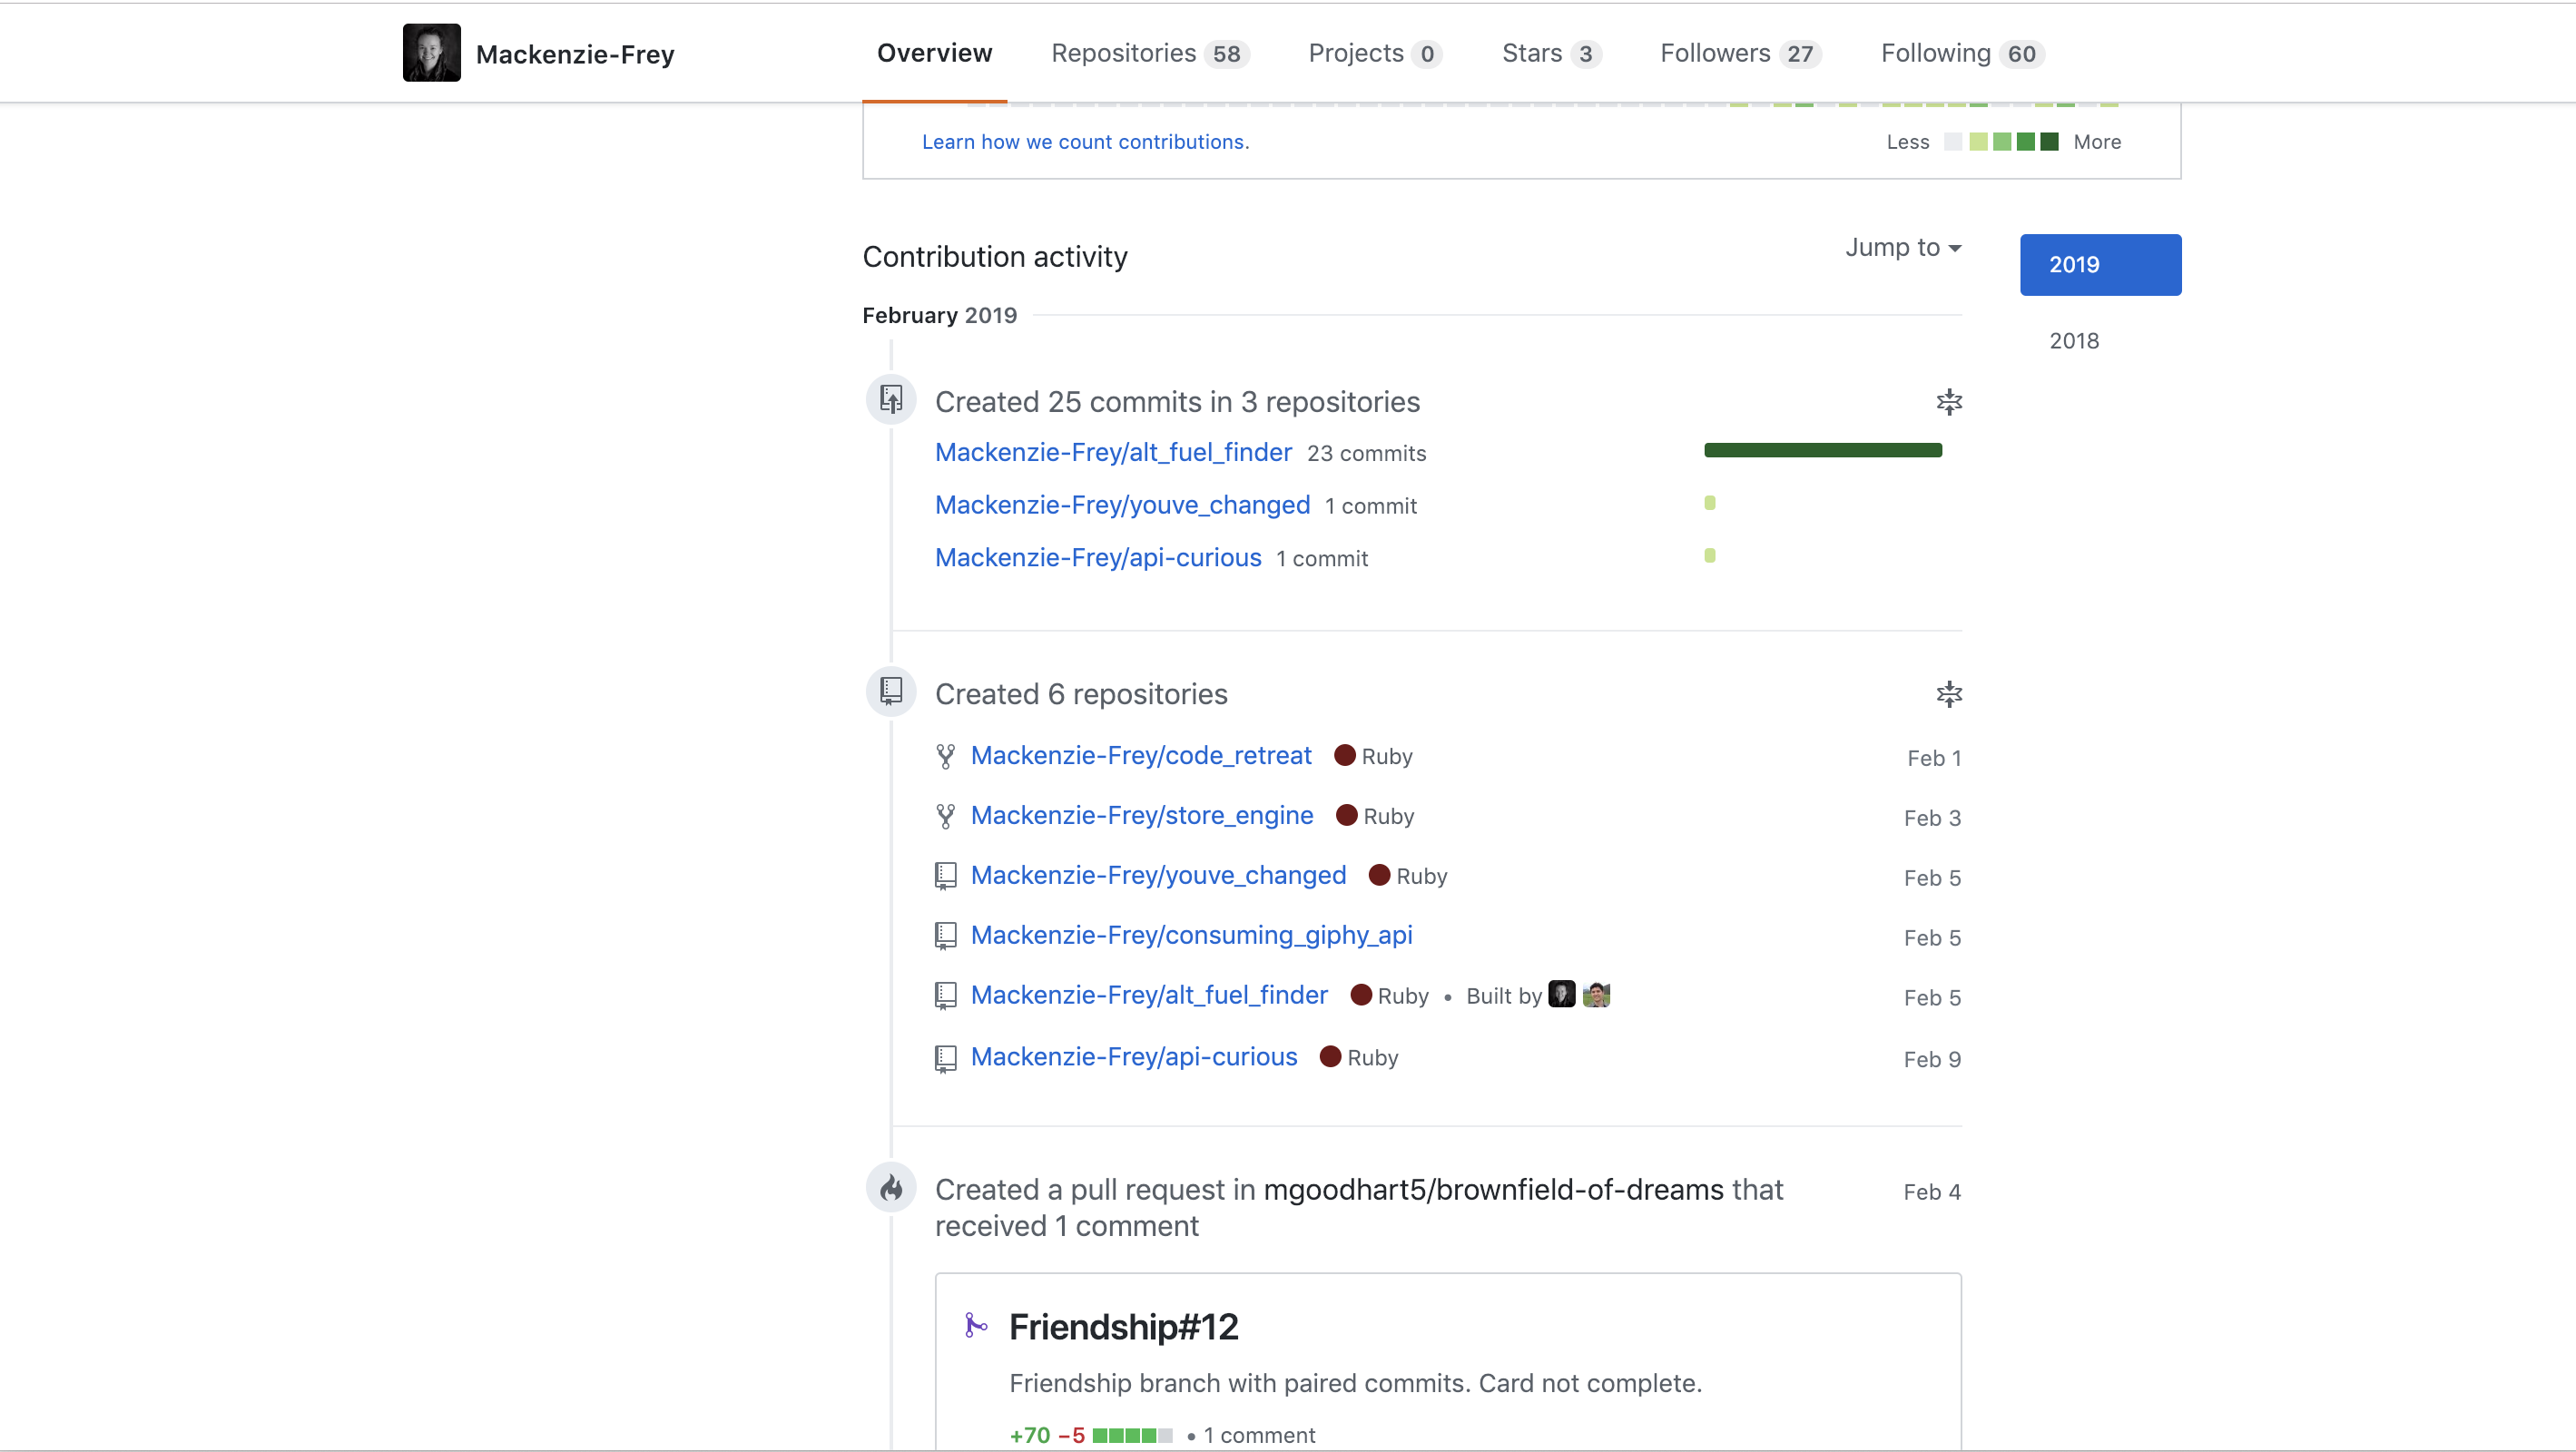 Mackenzie-Frey
Overview Repositories 58 Projects 0 Stars 3 Followers 27 Following 60
Learn how we count contributions. Less More
Contribution activity Jump to 2019
February 2019
2018
Created 25 commits in 3 repositories
Mackenzie-Frey/alt_fuel_finder 23 commits
Mackenzie-Frey/youve_changed 1 commit
Mackenzie-Frey/api-curious 1 commit
Created 6 repositories
Mackenzie-Frey/code_retreat Ruby Feb 1
Mackenzie-Frey/store_engine Ruby Feb 3
Mackenzie-Frey/youve_changed Ruby Feb 5
Mackenzie-Frey/consuming_giphy_api Feb 5
Mackenzie-Frey/alt_fuel_finder Ruby • Built by Feb 5
Mackenzie-Frey/api-curious Ruby Feb 9
Created a pull request in mgoodhart5/brownfield-of-dreams that Feb 4
received 1 comment
Friendship#12
Friendship branch with paired commits. Card not complete.
+70 −5 • 1 comment